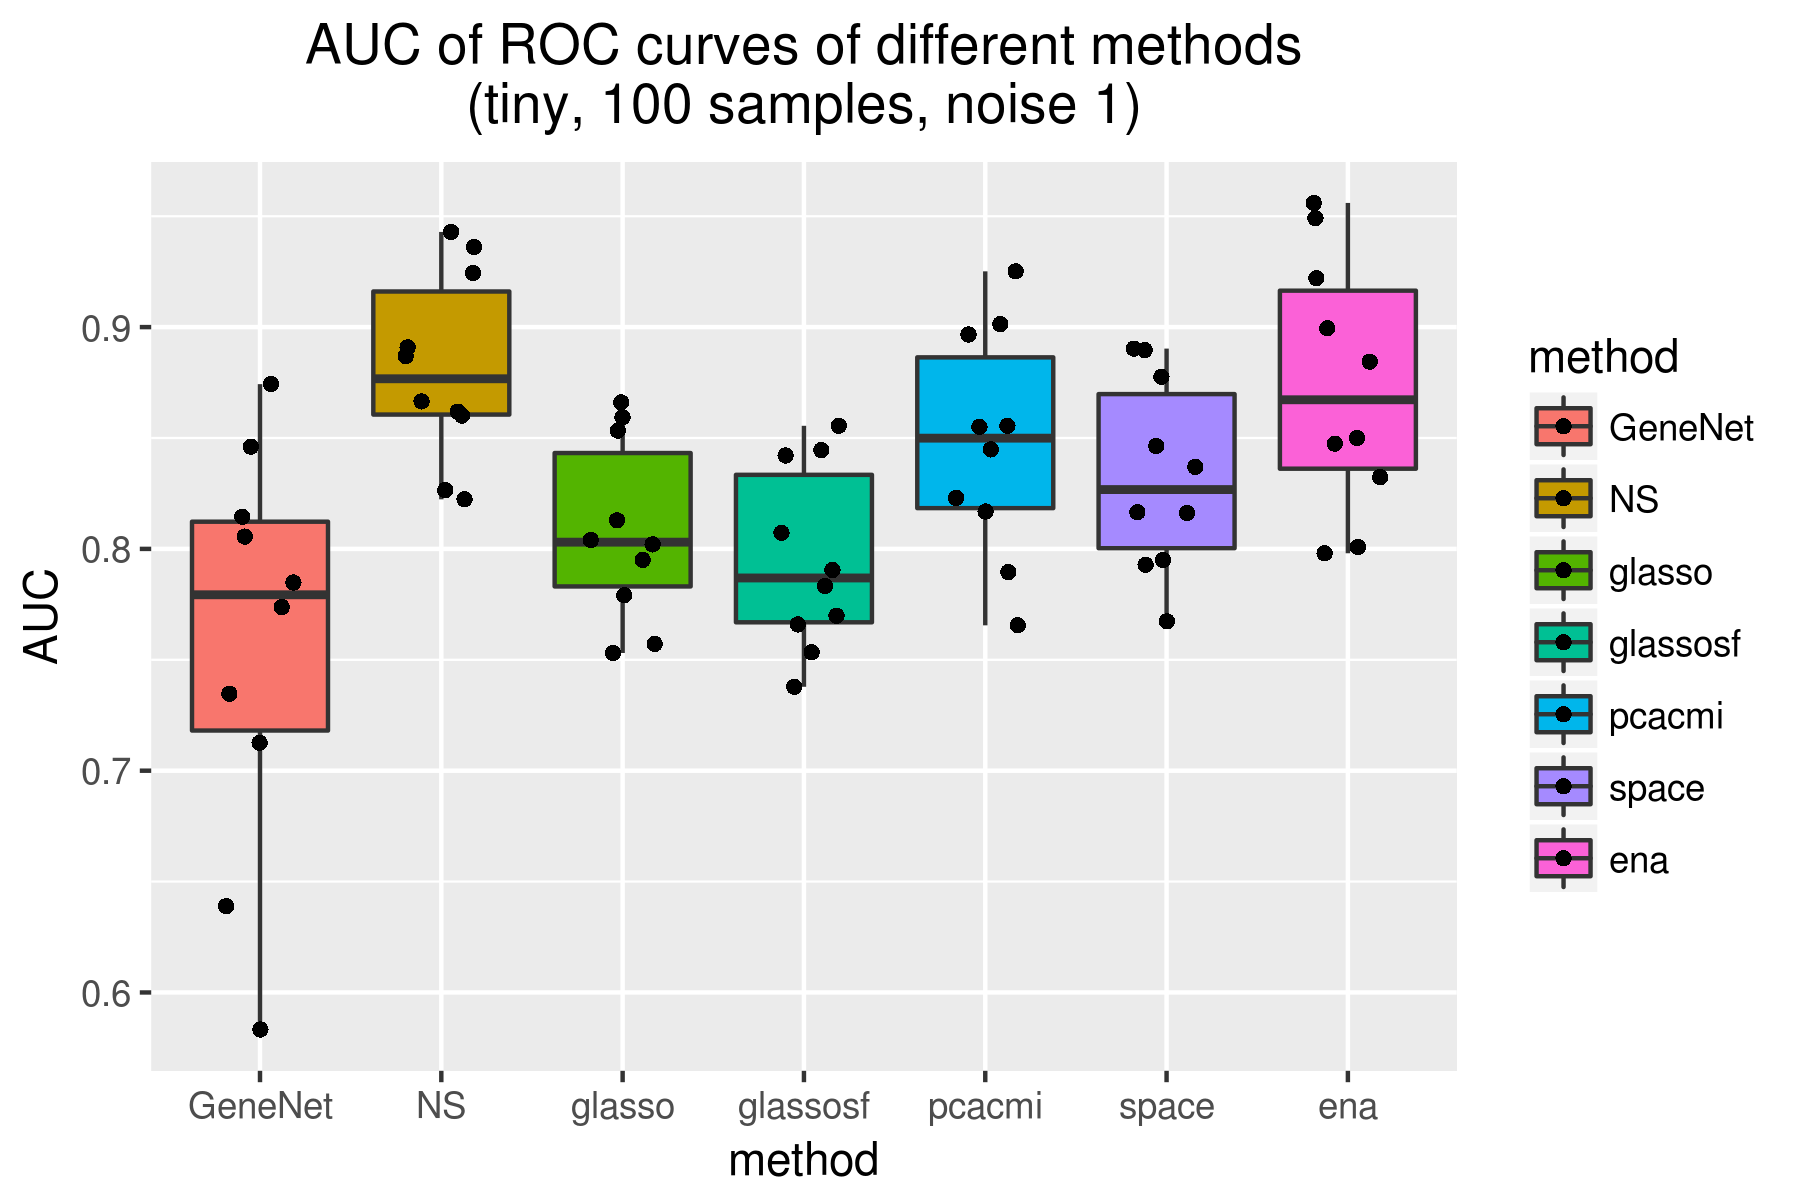 AUC of ROC curves of different methods
(tiny, 100 samples, noise 1)
AUC
0.9
0.8
0.7
0.6
GeneNet NS glasso glassosf pcacmi space ena
method
method
GeneNet
NS
glasso
glassosf
pcacmi
space
ena